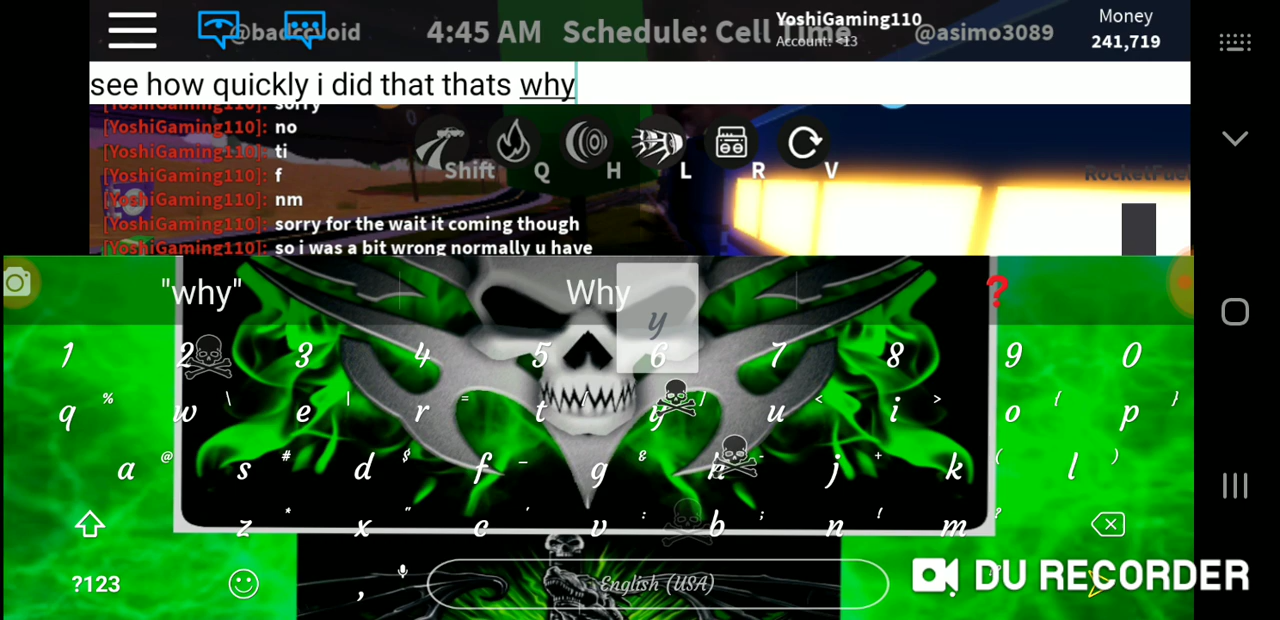 @badccvoid 4:45 AM Schedule: Cell Time @asimo3089
YoshiGaming110
Account: <13
Money
241,719
see how quickly i did that thats why
[YoshiGaming110]: sorry
[YoshiGaming110]: no
[YoshiGaming110]: ti
[YoshiGaming110]: f
[YoshiGaming110]: nm
[YoshiGaming110]: sorry for the wait it coming though
[YoshiGaming110]: so i was a bit wrong normally u have
Shift Q H L R V
"why" Why ?
y
1 2 3 4 5 6 7 8 9 0
% \ | = / ] < > { }
q w e r t y u i o p
@ # $ _ & - + ( )
a s d f g h j k l
* " ' : ; ! ?
z x c v b n m
?123 , English (USA)
DU RECORDER